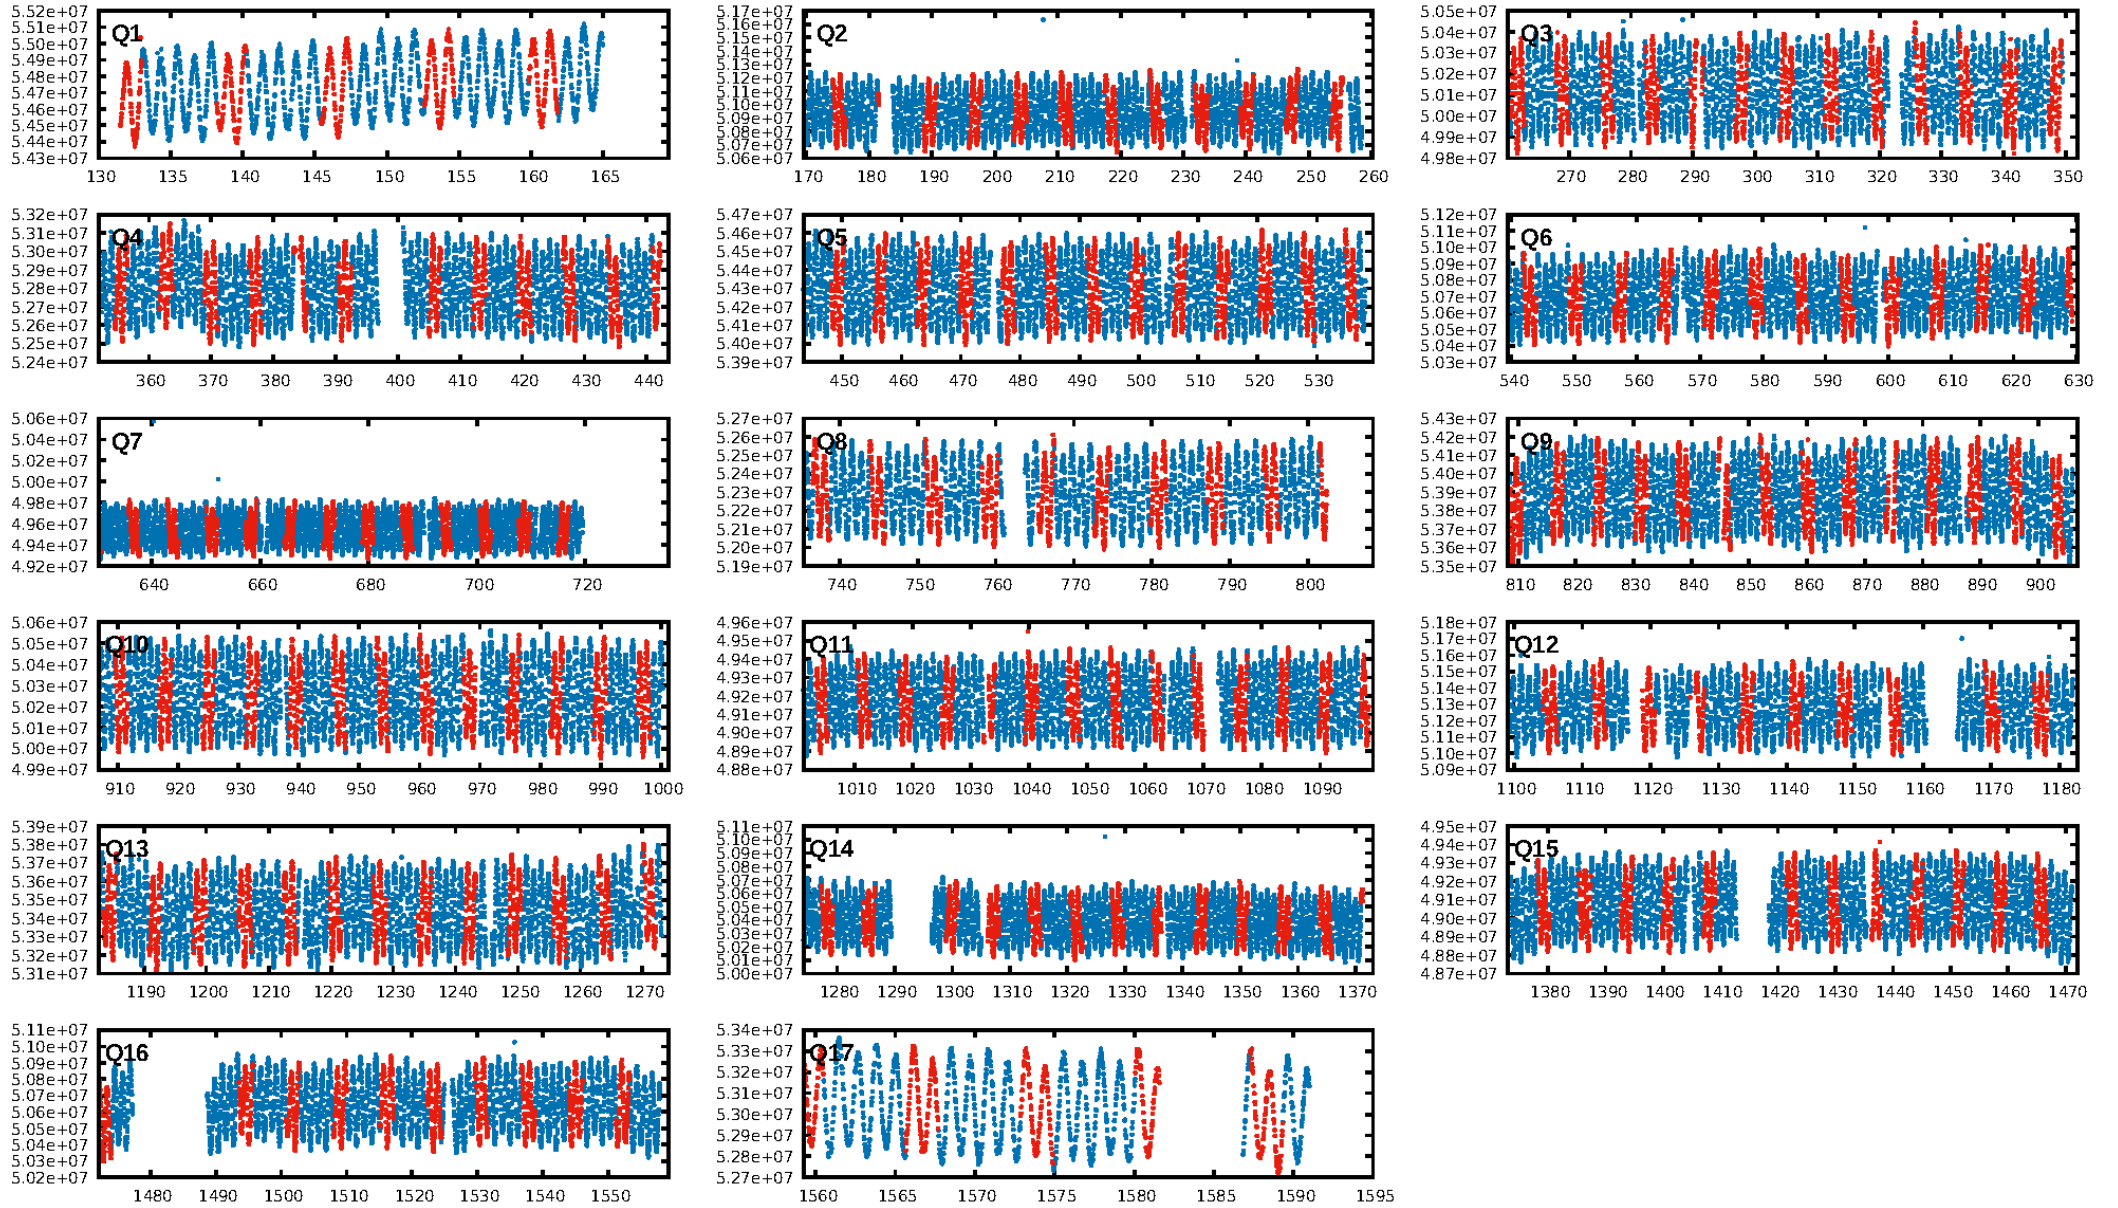 Q1
5.52e+07
5.51e+07
5.50e+07
5.49e+07
5.48e+07
5.47e+07
5.46e+07
5.45e+07
5.44e+07
5.43e+07
130 135 140 145 150 155 160 165
Q2
5.17e+07
5.16e+07
5.15e+07
5.14e+07
5.13e+07
5.12e+07
5.11e+07
5.10e+07
5.09e+07
5.08e+07
5.07e+07
5.06e+07
170 180 190 200 210 220 230 240 250 260
Q3
5.05e+07
5.04e+07
5.03e+07
5.02e+07
5.01e+07
5.00e+07
4.99e+07
4.98e+07
270 280 290 300 310 320 330 340 350
Q4
5.32e+07
5.31e+07
5.30e+07
5.29e+07
5.28e+07
5.27e+07
5.26e+07
5.25e+07
5.24e+07
360 370 380 390 400 410 420 430 440
Q5
5.47e+07
5.46e+07
5.45e+07
5.44e+07
5.43e+07
5.42e+07
5.41e+07
5.40e+07
5.39e+07
450 460 470 480 490 500 510 520 530
Q6
5.12e+07
5.11e+07
5.10e+07
5.09e+07
5.08e+07
5.07e+07
5.06e+07
5.05e+07
5.04e+07
5.03e+07
540 550 560 570 580 590 600 610 620 630
Q7
5.06e+07
5.04e+07
5.02e+07
5.00e+07
4.98e+07
4.96e+07
4.94e+07
4.92e+07
640 660 680 700 720
Q8
5.27e+07
5.26e+07
5.25e+07
5.24e+07
5.23e+07
5.22e+07
5.21e+07
5.20e+07
5.19e+07
740 750 760 770 780 790 800
Q9
5.43e+07
5.42e+07
5.41e+07
5.40e+07
5.39e+07
5.38e+07
5.37e+07
5.36e+07
5.35e+07
810 820 830 840 850 860 870 880 890 900
Q10
5.06e+07
5.05e+07
5.04e+07
5.03e+07
5.02e+07
5.01e+07
5.00e+07
4.99e+07
910 920 930 940 950 960 970 980 990 1000
Q11
4.96e+07
4.95e+07
4.94e+07
4.93e+07
4.92e+07
4.91e+07
4.90e+07
4.89e+07
4.88e+07
1010 1020 1030 1040 1050 1060 1070 1080 1090
Q12
5.18e+07
5.17e+07
5.16e+07
5.15e+07
5.14e+07
5.13e+07
5.12e+07
5.11e+07
5.10e+07
5.09e+07
1100 1110 1120 1130 1140 1150 1160 1170 1180
Q13
5.39e+07
5.38e+07
5.37e+07
5.36e+07
5.35e+07
5.34e+07
5.33e+07
5.32e+07
5.31e+07
1190 1200 1210 1220 1230 1240 1250 1260 1270
Q14
5.11e+07
5.10e+07
5.09e+07
5.08e+07
5.07e+07
5.06e+07
5.05e+07
5.04e+07
5.03e+07
5.02e+07
5.01e+07
5.00e+07
1280 1290 1300 1310 1320 1330 1340 1350 1360 1370
Q15
4.95e+07
4.94e+07
4.93e+07
4.92e+07
4.91e+07
4.90e+07
4.89e+07
4.88e+07
4.87e+07
1380 1390 1400 1410 1420 1430 1440 1450 1460 1470
Q16
5.11e+07
5.10e+07
5.09e+07
5.08e+07
5.07e+07
5.06e+07
5.05e+07
5.04e+07
5.03e+07
5.02e+07
1480 1490 1500 1510 1520 1530 1540 1550
Q17
5.34e+07
5.33e+07
5.32e+07
5.31e+07
5.30e+07
5.29e+07
5.28e+07
5.27e+07
1560 1565 1570 1575 1580 1585 1590 1595